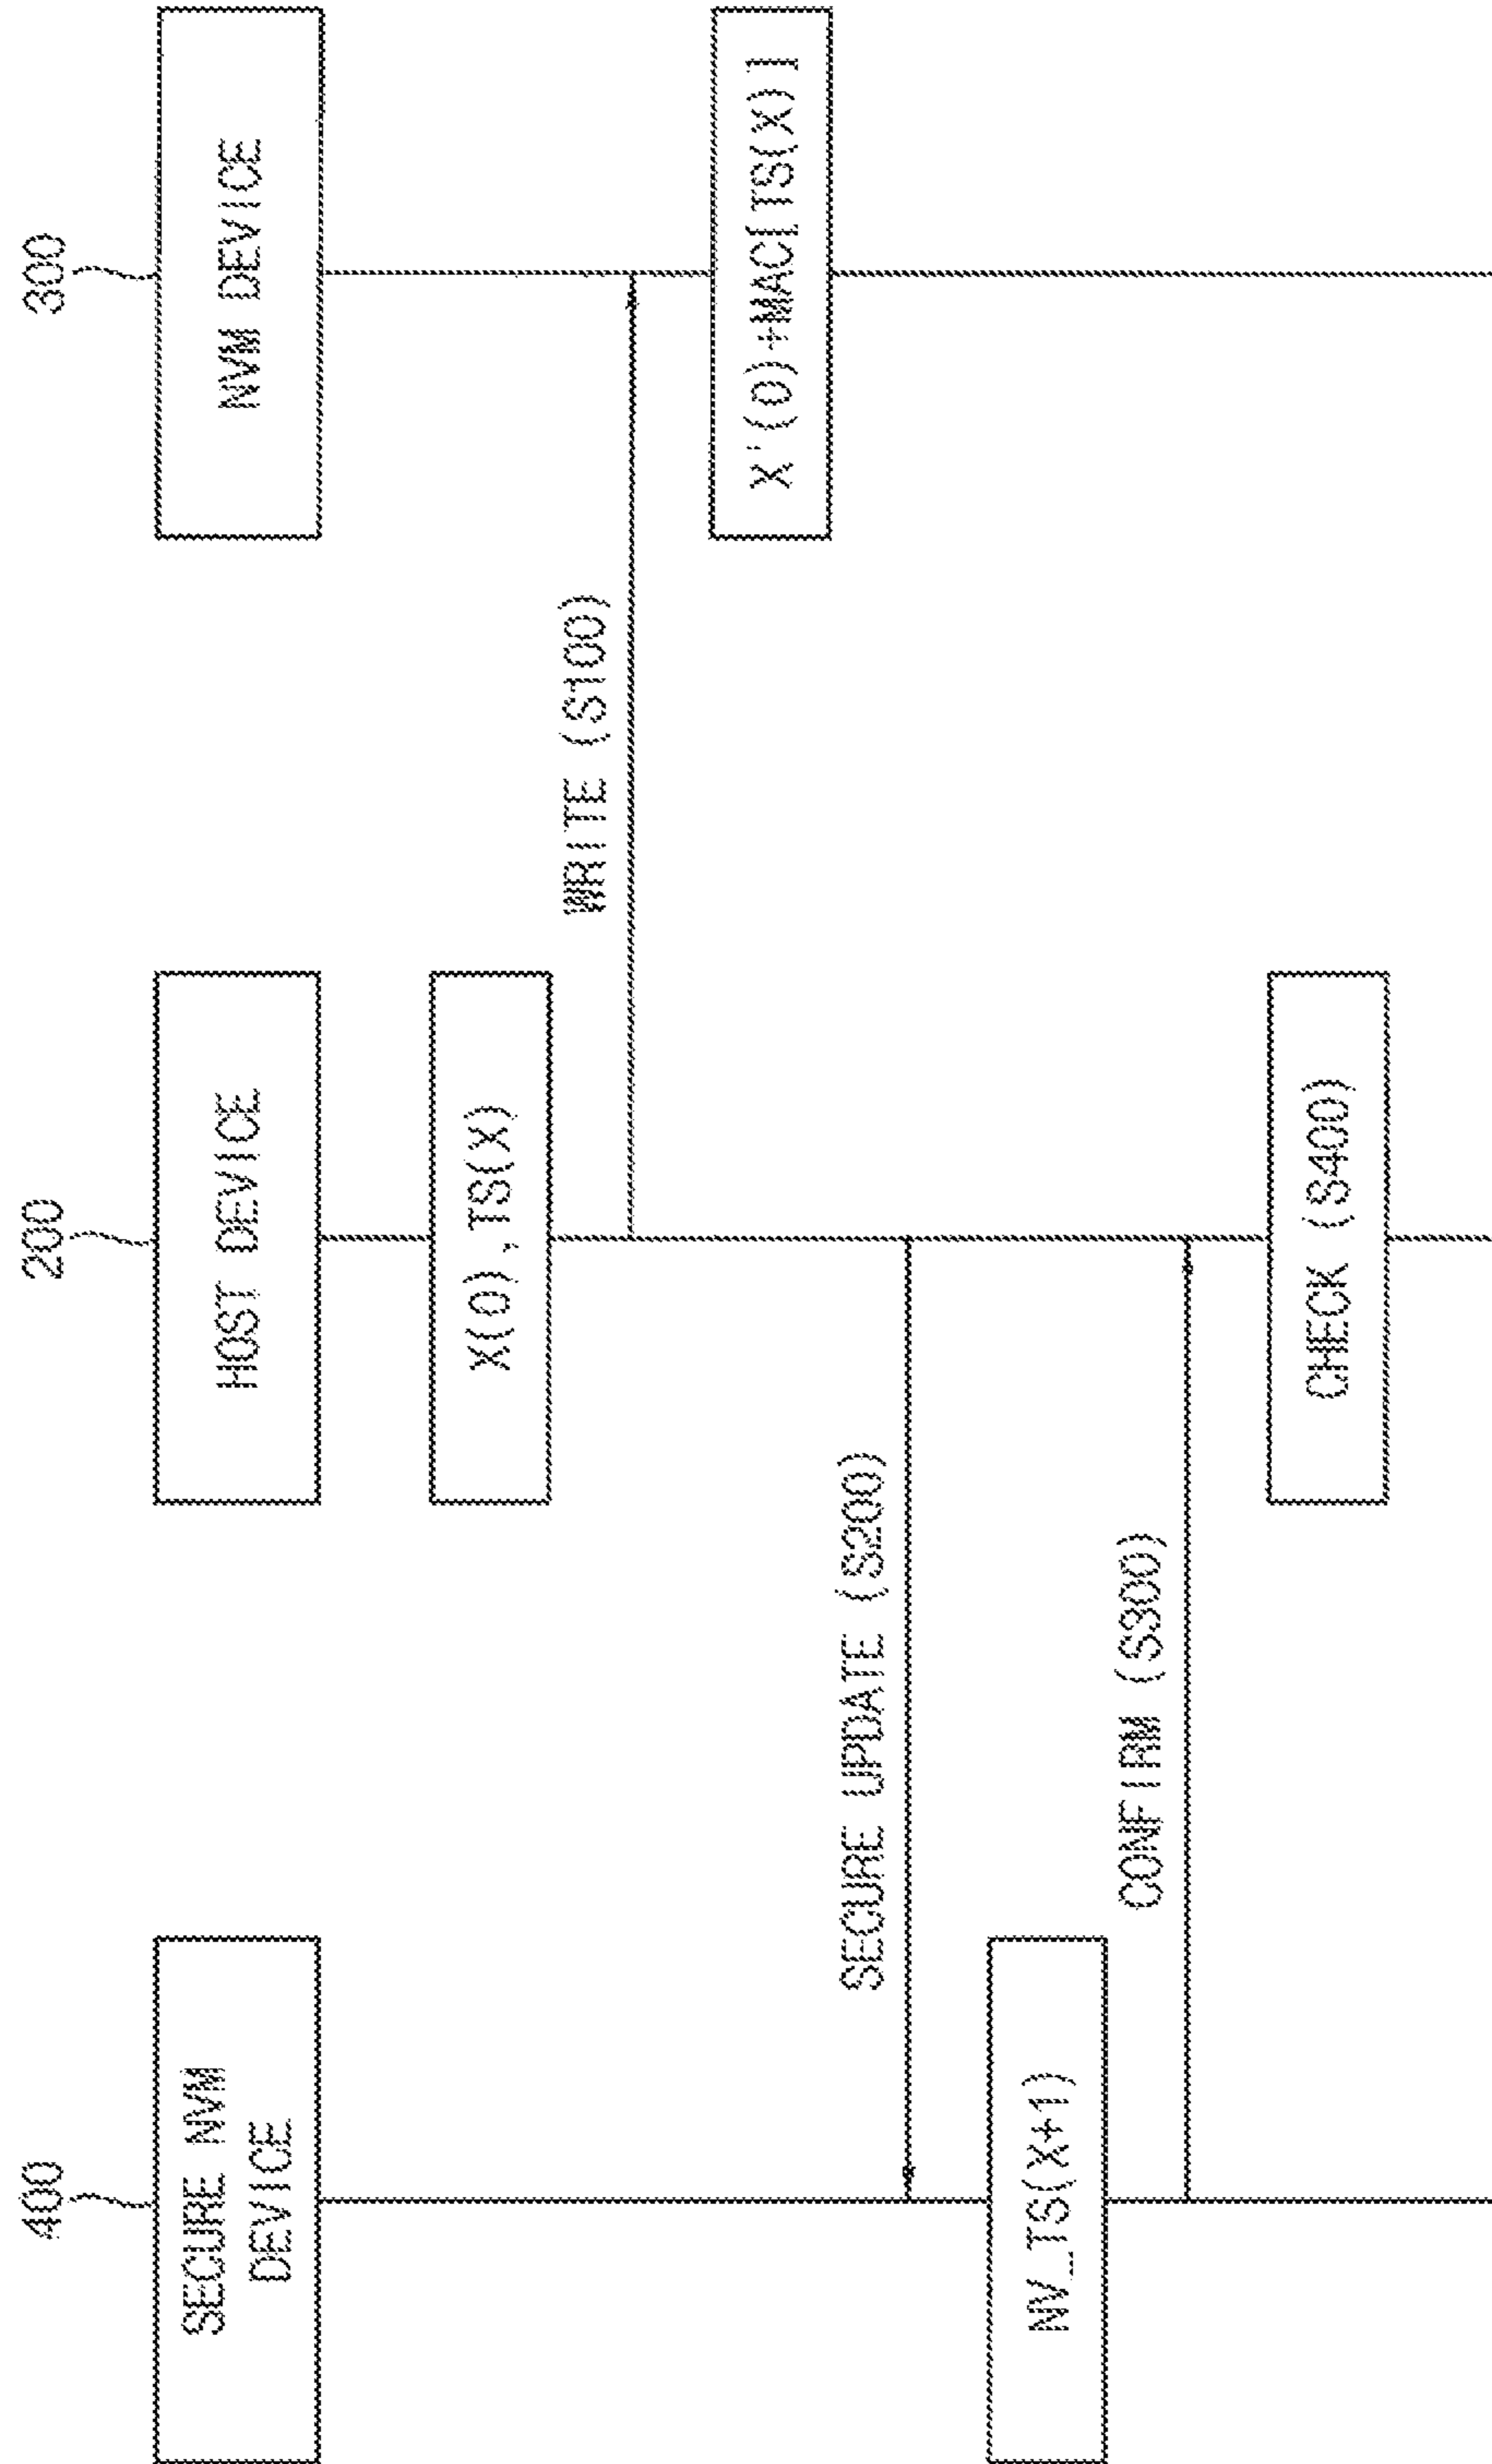 400
200
300
SECURE NVM
DEVICE
HOST DEVICE
NVM DEVICE
X(0),TS(X)
WRITE (S100)
X'(0)+MAC[TS(X)]
SECURE UPDATE (S200)
NV_TS(X+1)
CONFIRM (S300)
CHECK (S400)